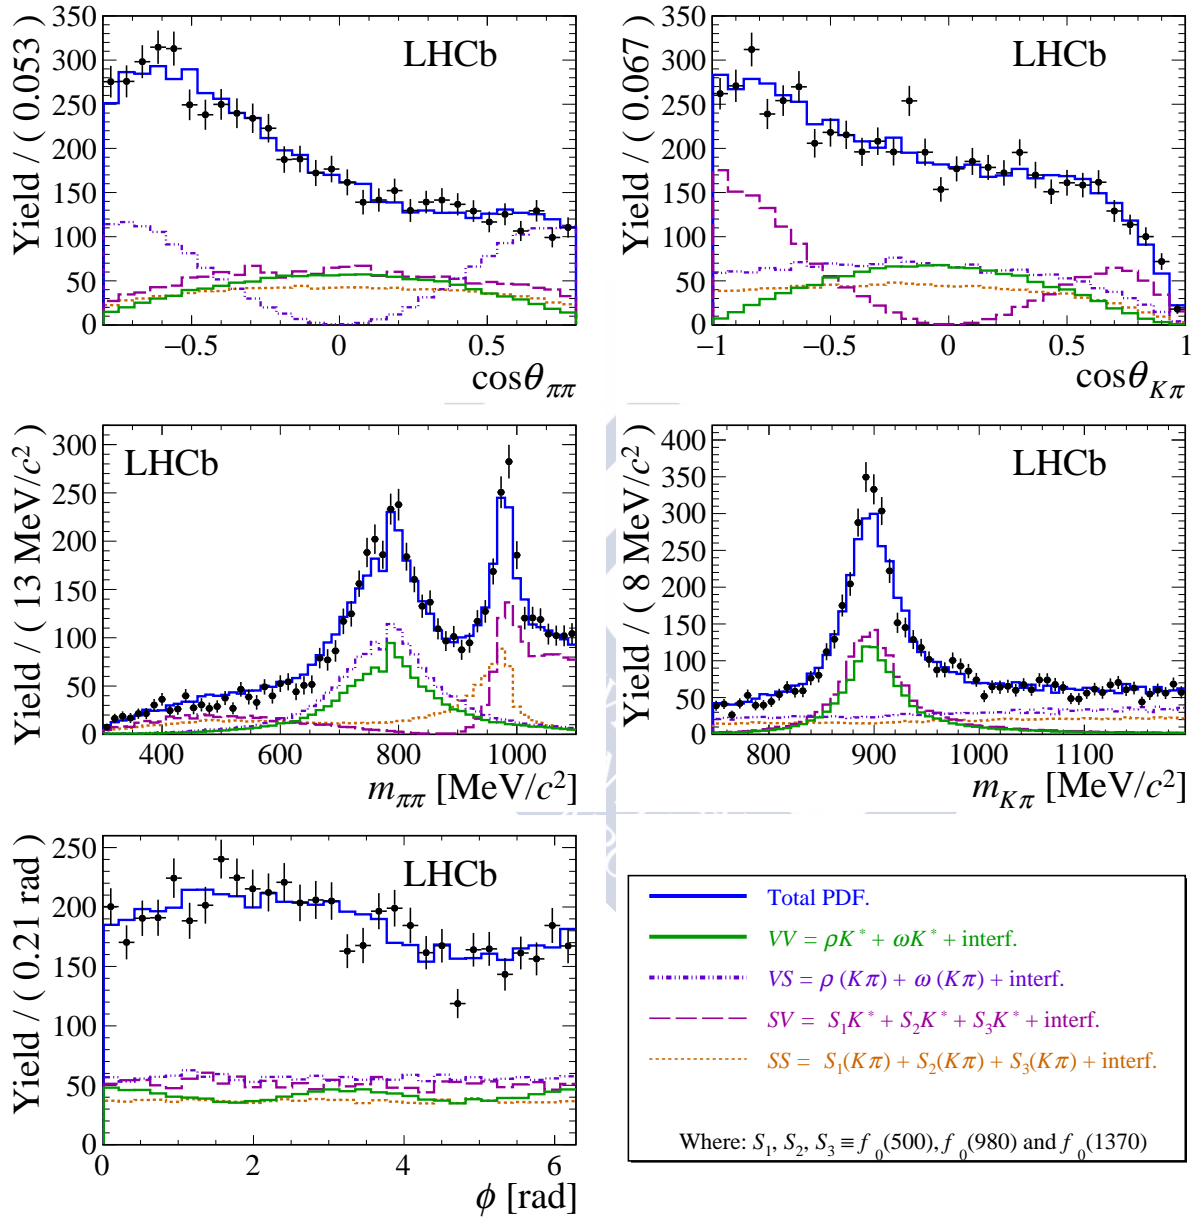 LHCb
Yield / ( 0.053 )
350
300
250
200
150
100
50
0
−0.5 0 0.5
cosθππ
LHCb
Yield / ( 0.067 )
350
300
250
200
150
100
50
0
−1 −0.5 0 0.5 1
cosθKπ
LHCb
Yield / ( 13 MeV/c²)
300
250
200
150
100
50
0
400 600 800 1000
mππ [MeV/c²]
LHCb
Yield / ( 8 MeV/c²)
400
350
300
250
200
150
100
50
0
800 900 1000 1100
mKπ [MeV/c²]
LHCb
Yield / ( 0.21 rad )
250
200
150
100
50
0
0 2 4 6
ϕ [rad]
Total PDF.
VV = ρK* + ωK* + interf.
VS = ρ (Kπ) + ω (Kπ) + interf.
SV = S₁K* + S₂K* + S₃K* + interf.
SS = S₁(Kπ) + S₂(Kπ) + S₃(Kπ) + interf.
Where: S₁, S₂, S₃ ≡ f₀(500), f₀(980) and f₀(1370)